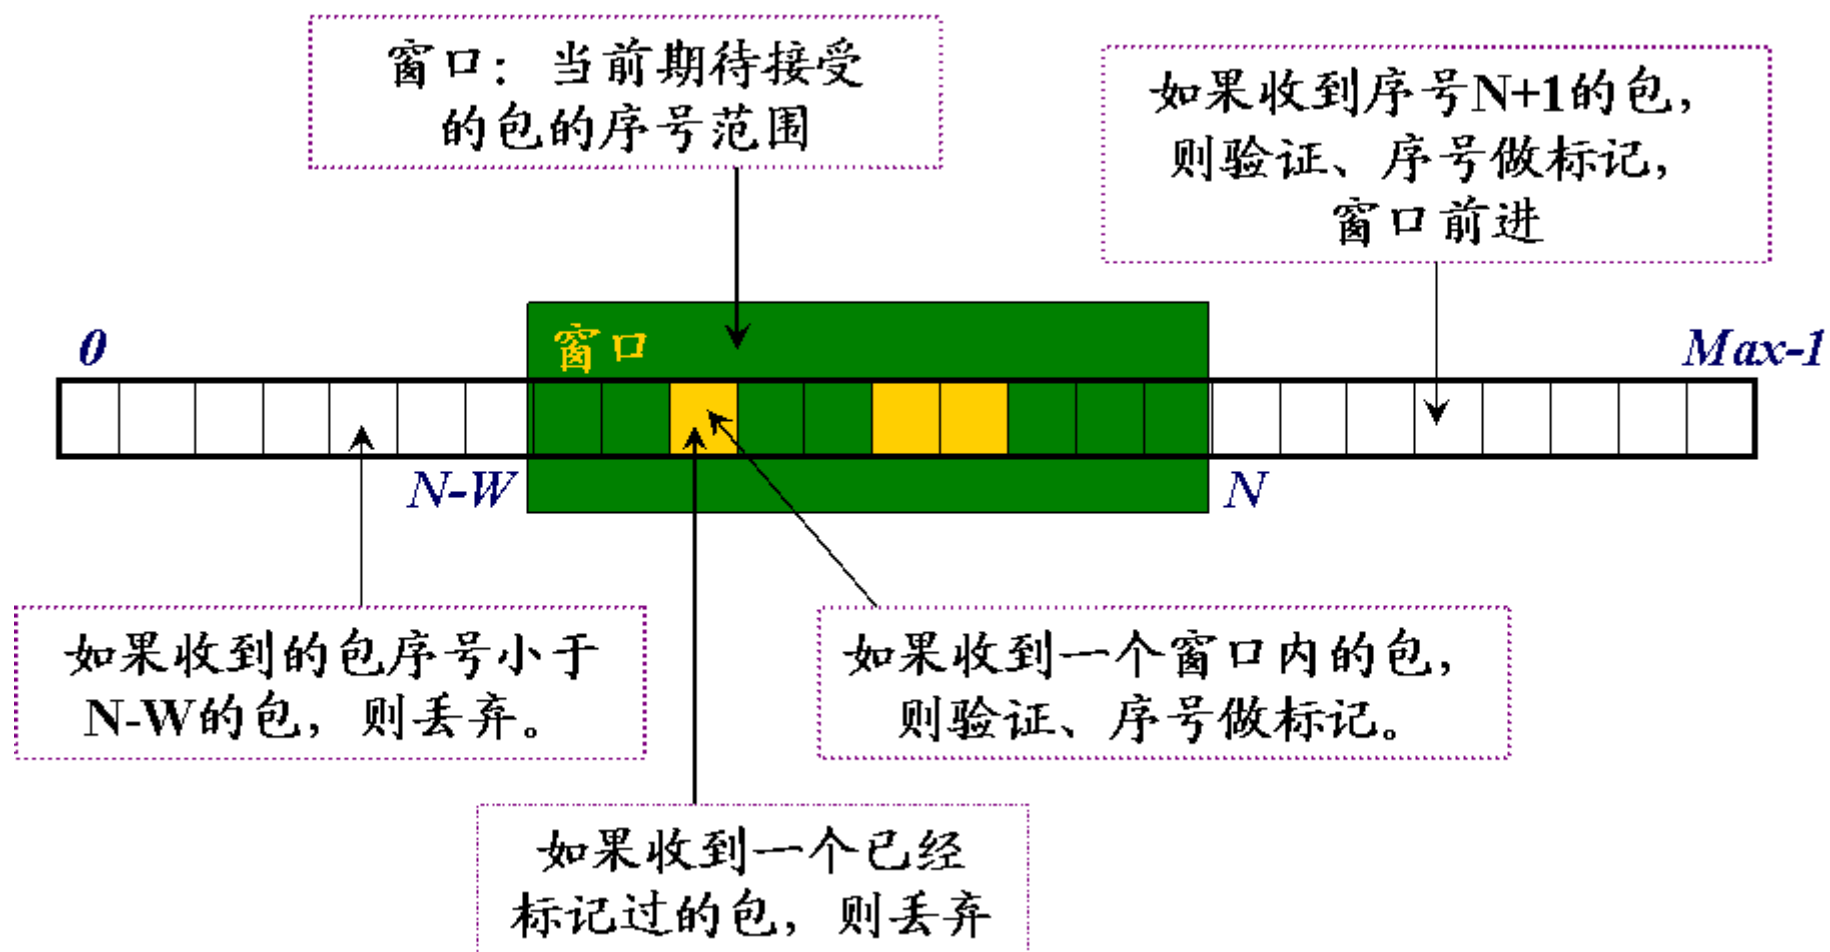 窗口：当前期待接受
的包的序号范围
如果收到序号N+1的包，
则验证、序号做标记，
窗口前进
窗口
0
Max-1
N-W
N
如果收到的包序号小于
N-W的包，则丢弃。
如果收到一个窗口内的包，
则验证、序号做标记。
如果收到一个已经
标记过的包，则丢弃